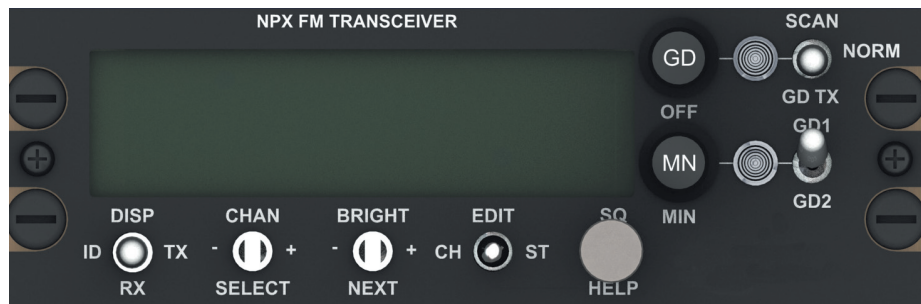 NPX FM TRANSCEIVER
SCAN
GD
NORM
OFF
GD TX
GD1
MN
MIN
GD2
DISP CHAN BRIGHT EDIT SQ
ID TX - + - + CH ST
RX SELECT NEXT HELP